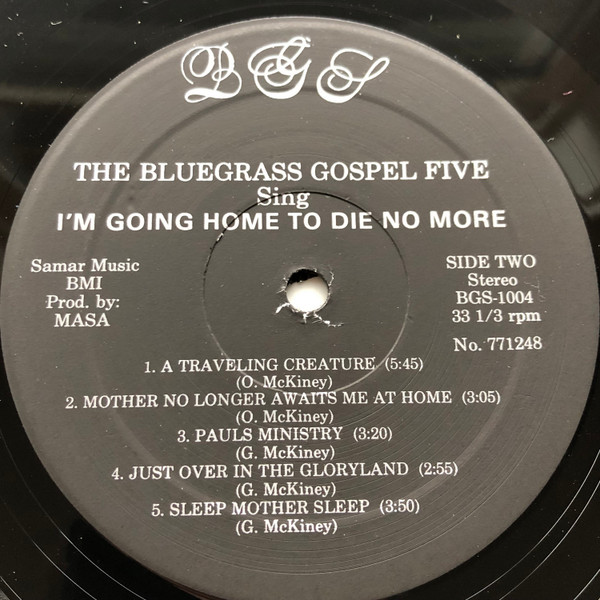 BGS
THE BLUEGRASS GOSPEL FIVE
Sing
I'M GOING HOME TO DIE NO MORE
Samar Music
BMI
Prod. by:
MASA
SIDE TWO
Stereo
BGS-1004
33 1/3 rpm
No. 771248
1. A TRAVELING CREATURE (5:45)
(O. McKiney)
2. MOTHER NO LONGER AWAITS ME AT HOME (3:05)
(O. McKiney)
3. PAULS MINISTRY (3:20)
(G. McKiney)
4. JUST OVER IN THE GLORYLAND (2:55)
(G. McKiney)
5. SLEEP MOTHER SLEEP (3:50)
(G. McKiney)